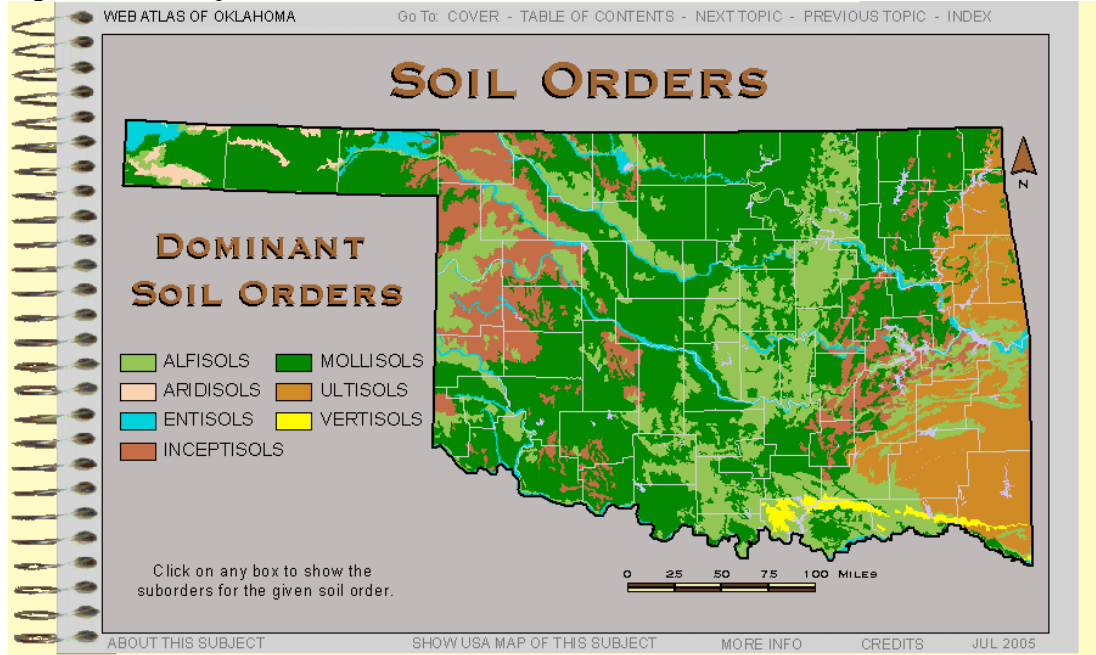 WEB ATLAS OF OKLAHOMA
Go To: COVER - TABLE OF CONTENTS - NEXT TOPIC - PREVIOUS TOPIC - INDEX
SOIL ORDERS
N
DOMINANT
SOIL ORDERS
ALFISOLS MOLLISOLS
ARIDISOLS ULTISOLS
ENTISOLS VERTISOLS
INCEPTISOLS
Click on any box to show the
suborders for the given soil order.
0 25 50 75 100 MILES
ABOUT THIS SUBJECT SHOW USA MAP OF THIS SUBJECT MORE INFO CREDITS JUL 2005